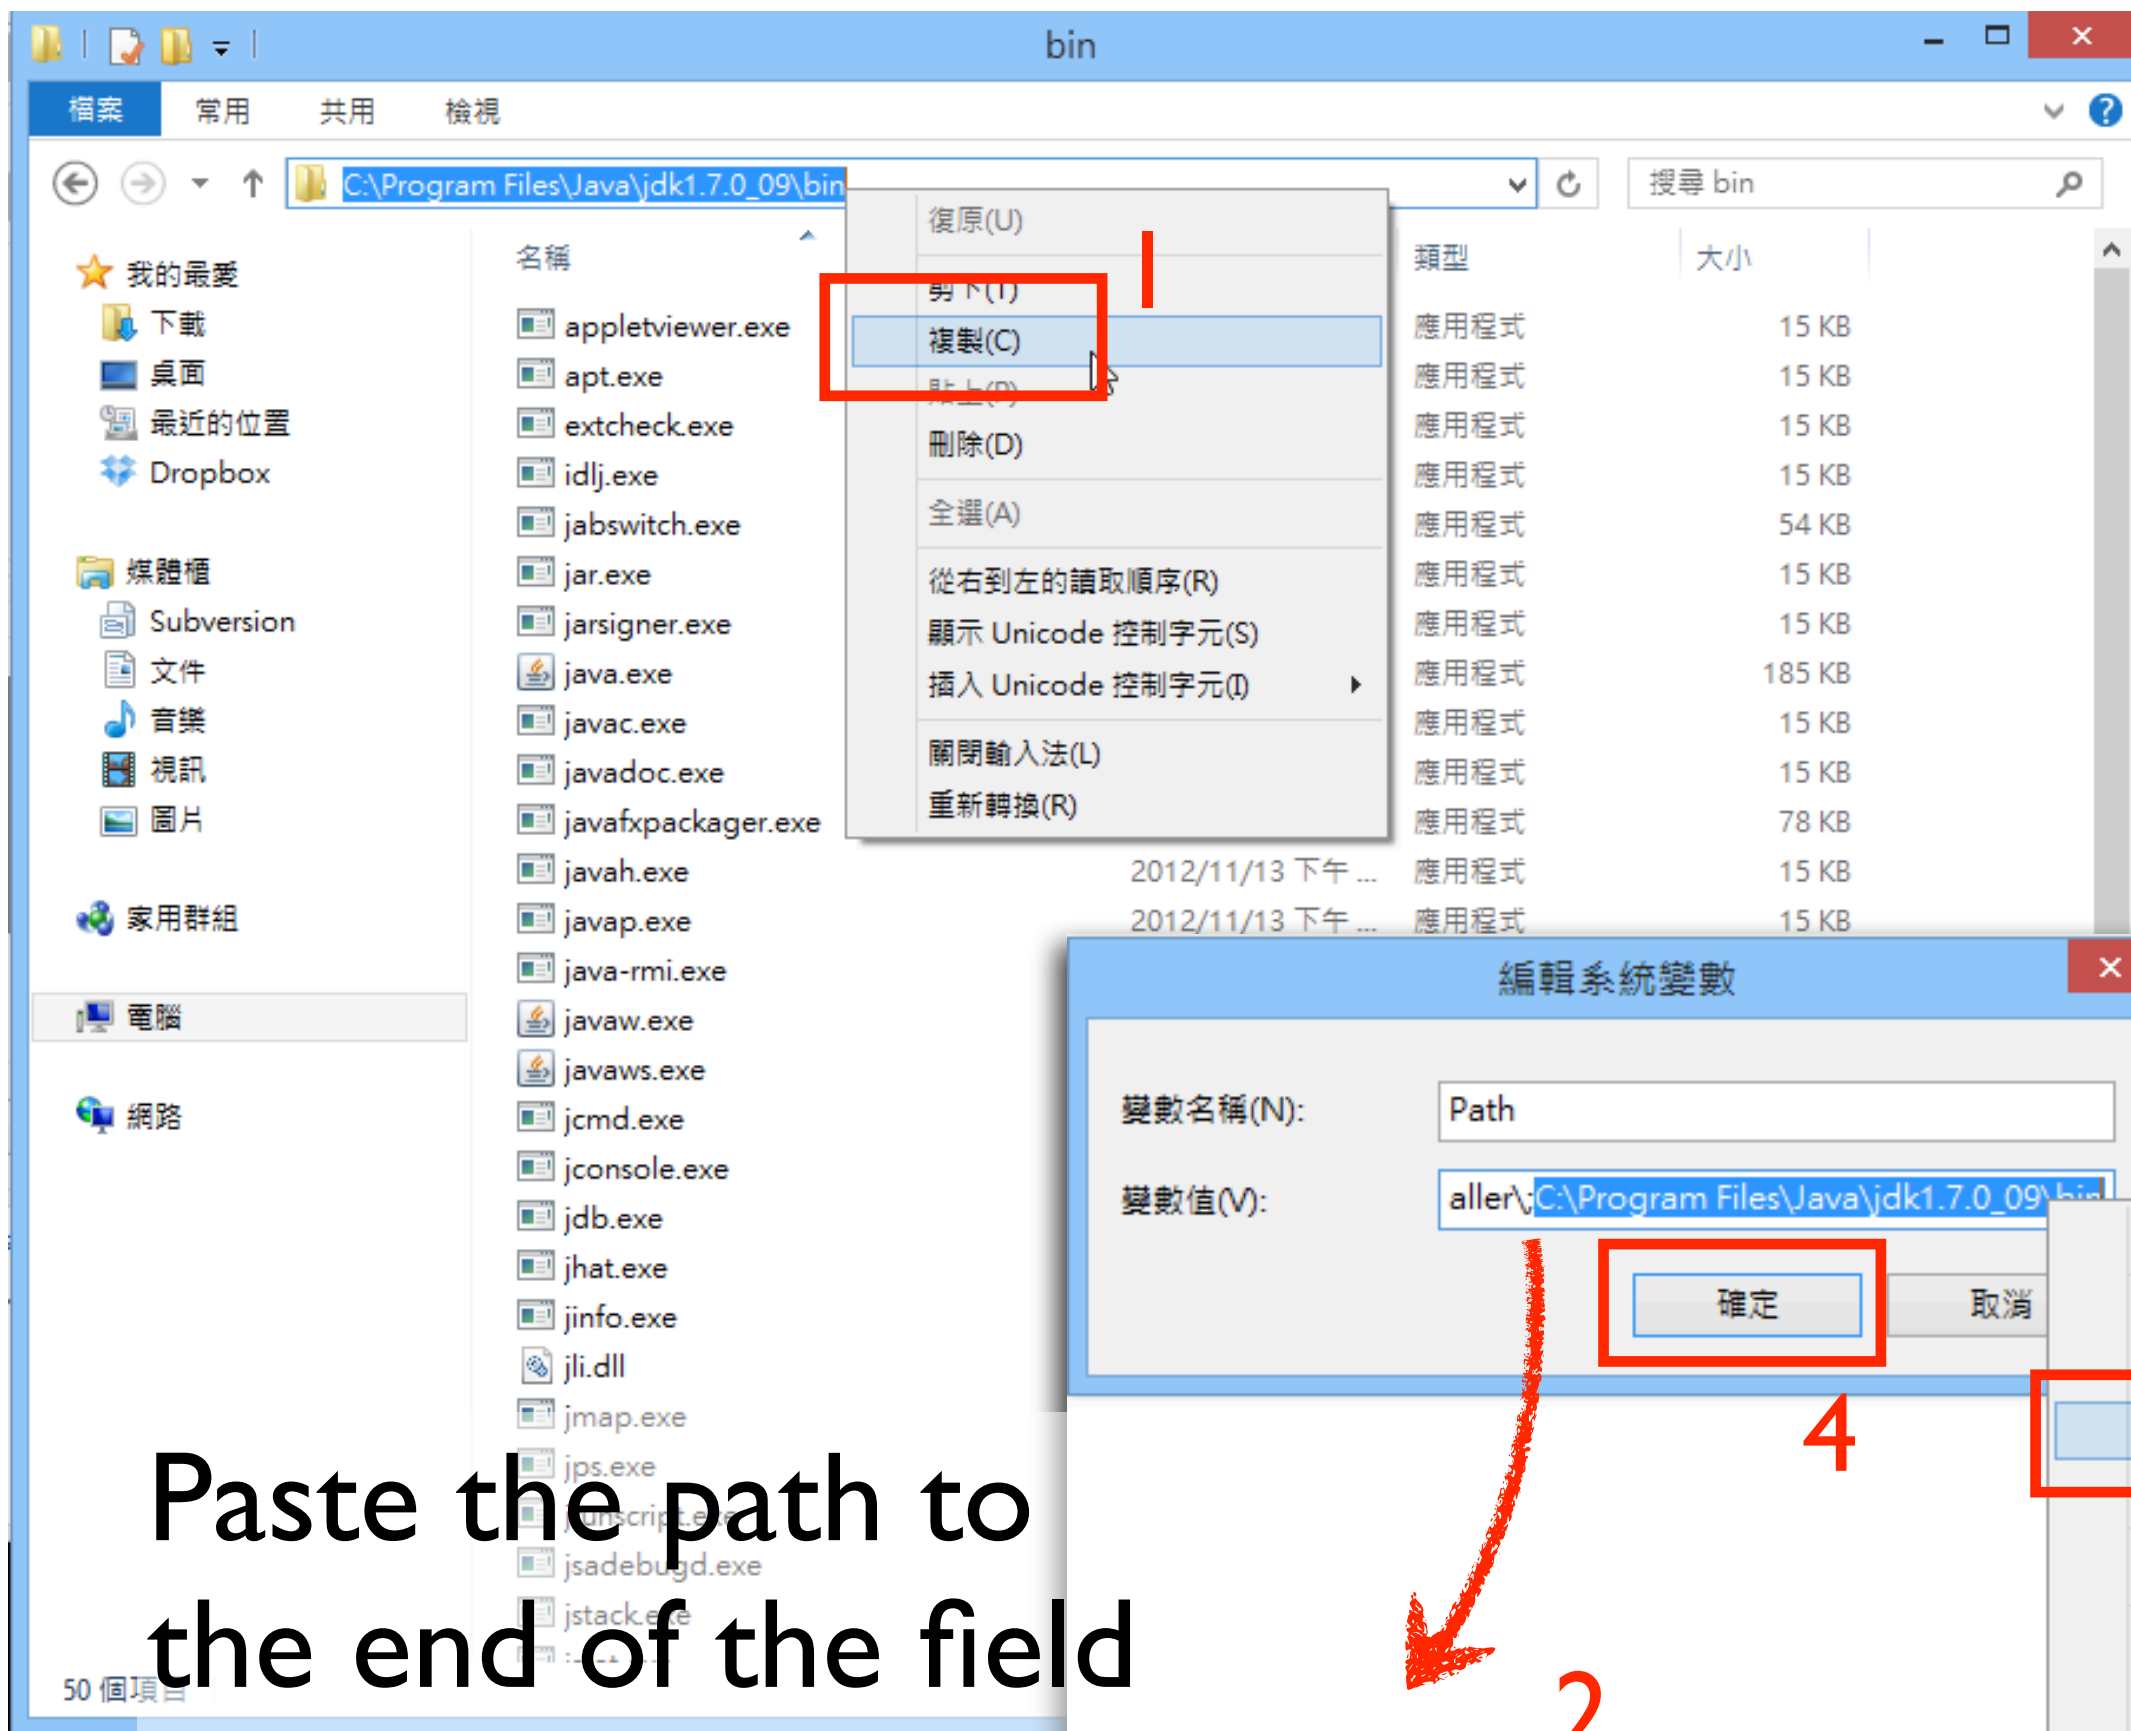 bin
檔案 常用 共用 檢視
C:\Program Files\Java\jdk1.7.0_09\bin
搜尋 bin
名稱 類型 大小
我的最愛
下載
桌面
最近的位置
Dropbox
媒體櫃
Subversion
文件
音樂
視訊
圖片
家用群組
電腦
網路
appletviewer.exe 應用程式 15 KB
apt.exe 應用程式 15 KB
extcheck.exe 應用程式 15 KB
idlj.exe 應用程式 15 KB
jabswitch.exe 應用程式 54 KB
jar.exe 應用程式 15 KB
jarsigner.exe 應用程式 15 KB
java.exe 應用程式 185 KB
javac.exe 應用程式 15 KB
javadoc.exe 應用程式 15 KB
javafxpackager.exe 應用程式 78 KB
javah.exe 2012/11/13 下午 ... 應用程式 15 KB
javap.exe 2012/11/13 下午 ... 應用程式 15 KB
java-rmi.exe
javaw.exe
javaws.exe
jcmd.exe
jconsole.exe
jdb.exe
jhat.exe
jinfo.exe
jli.dll
jmap.exe
jps.exe
jsadebugd.exe
復原(U)
1
剪下(T)
複製(C)
貼上(P)
刪除(D)
全選(A)
從右到左的讀取順序(R)
顯示 Unicode 控制字元(S)
插入 Unicode 控制字元(I)
關閉輸入法(L)
重新轉換(R)
編輯系統變數
變數名稱(N): Path
變數值(V): aller\;C:\Program Files\Java\jdk1.7.0_09\bin
確定 取消
4
2
Paste the path to
the end of the field
50 個項目